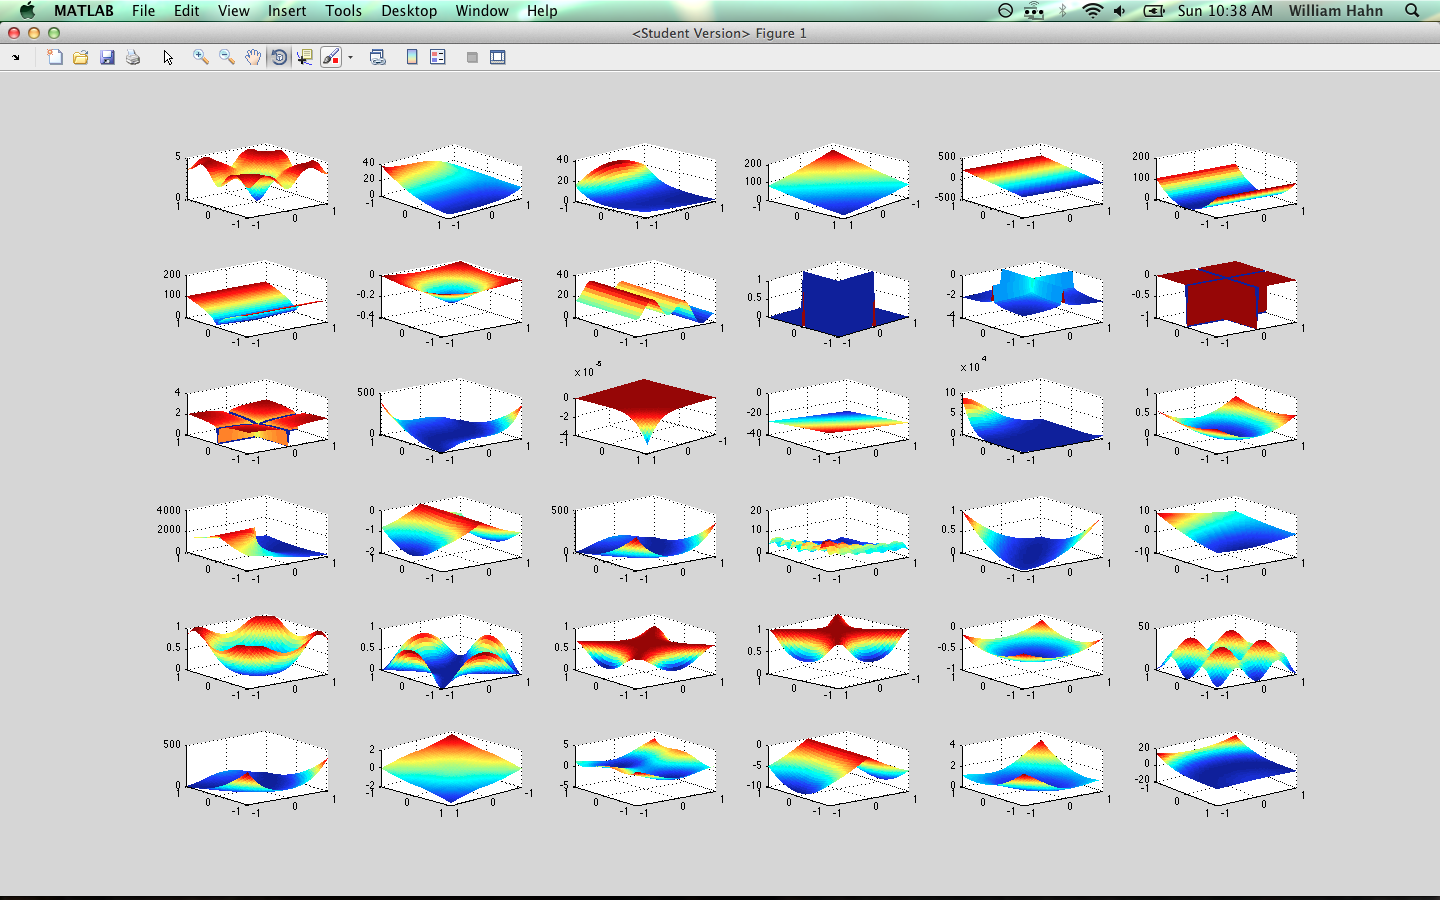 MATLAB File Edit View Insert Tools Desktop Window Help Sun 10:38 AM William Hahn
<Student Version> Figure 1
5 0 1 0 -1 -1 0 1
40 20 0 -1 0 1 -1 0 1
40 20 0 -1 0 1 -1 0 1
200 100 0 -1 0 1 1 0 -1
500 0 -500 1 0 -1 -1 0 1
200 100 0 1 0 -1 -1 0 1
200 100 0 1 0 -1 -1 0 1
0 -0.2 -0.4 1 0 -1 -1 0 1
40 20 0 1 0 -1 -1 0 1
1 0.5 0 1 0 -1 -1 0 1
0 -2 -4 1 0 -1 -1 0 1
0 -0.5 -1 1 0 -1 -1 0 1
4 2 0 1 0 -1 -1 0 1
500 0 1 0 -1 -1 0 1
0 -2 -4 -1 0 1 1 0 -1
0 -20 -40 1 0 -1 -1 0 1
x 10 4
10 5 0 1 0 -1 -1 0 1
1 0.5 0 1 0 -1 -1 0 1
4000 2000 0 1 0 -1 -1 0 1
0 -1 -2 1 0 -1 -1 0 1
500 0 1 0 -1 -1 0 1
20 10 0 1 0 -1 -1 0 1
1 0.5 0 1 0 -1 -1 0 1
10 0 -10 1 0 -1 -1 0 1
1 0.5 0 1 0 -1 -1 0 1
1 0.5 0 1 0 -1 -1 0 1
1 0.5 0 1 0 -1 -1 0 1
1 0.5 0 -1 0 1 1 0 -1
0 -0.5 -1 1 0 -1 -1 0 1
50 0 1 0 -1 -1 0 1
500 0 1 0 -1 -1 0 1
2 0 -2 -1 0 1 1 0 -1
5 0 -5 1 0 -1 -1 0 1
0 -5 -10 1 0 -1 -1 0 1
4 2 0 1 0 -1 -1 0 1
20 0 -20 -1 0 1 -1 0 1